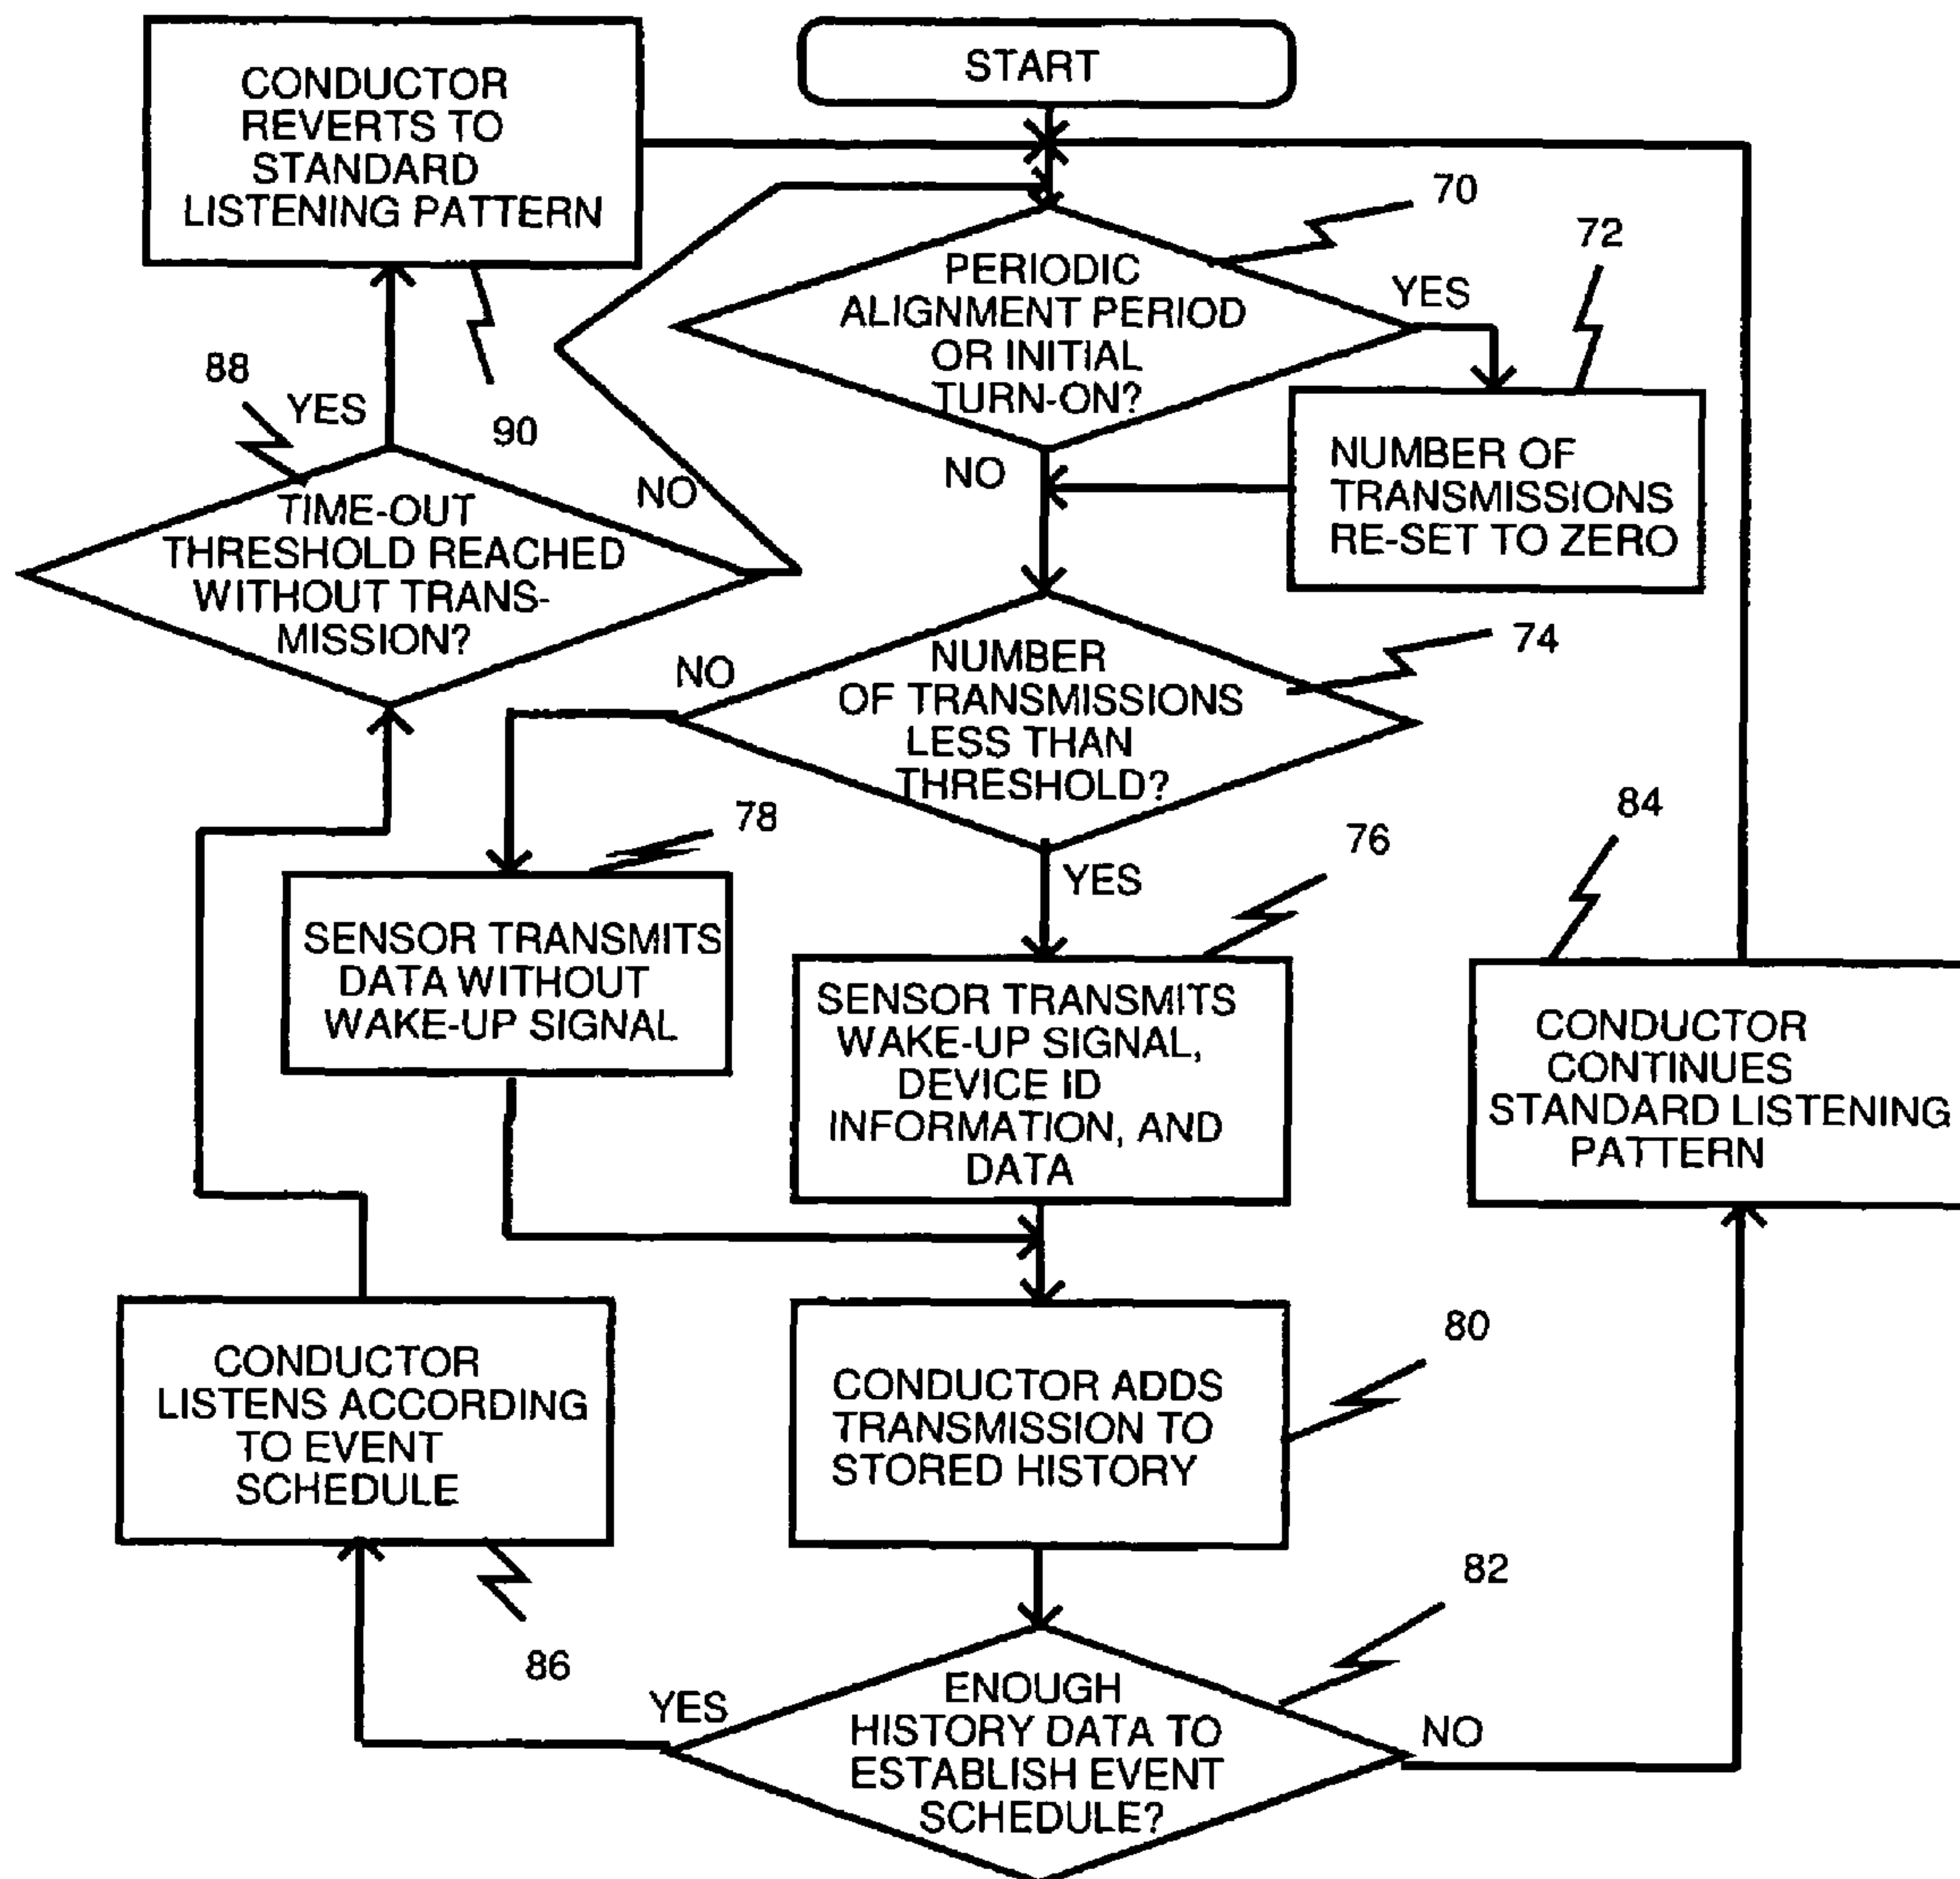 CONDUCTOR
REVERTS TO
STANDARD
LISTENING PATTERN
START
70
72
PERIODIC
ALIGNMENT PERIOD
OR INITIAL
TURN-ON?
YES
NO
88
YES
90
NO
NUMBER OF
TRANSMISSIONS
RE-SET TO ZERO
TIME-OUT
THRESHOLD REACHED
WITHOUT TRANS-
MISSION?
74
NO
NUMBER
OF TRANSMISSIONS
LESS THAN
THRESHOLD?
78
76
84
YES
SENSOR TRANSMITS
DATA WITHOUT
WAKE-UP SIGNAL
SENSOR TRANSMITS
WAKE-UP SIGNAL,
DEVICE ID
INFORMATION, AND
DATA
CONDUCTOR
CONTINUES
STANDARD LISTENING
PATTERN
80
CONDUCTOR
LISTENS ACCORDING
TO EVENT
SCHEDULE
CONDUCTOR ADDS
TRANSMISSION TO
STORED HISTORY
82
86
YES
ENOUGH
HISTORY DATA TO
ESTABLISH EVENT
SCHEDULE?
NO